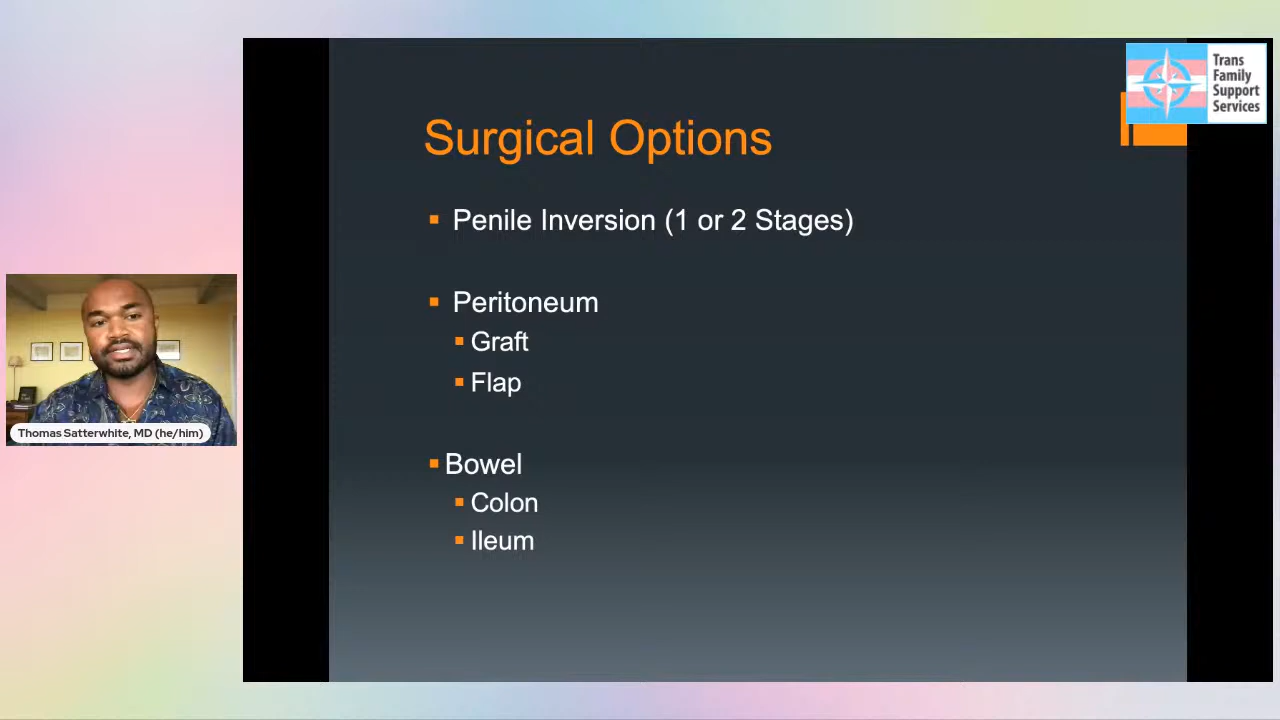 Surgical Options
Penile Inversion (1 or 2 Stages)
Peritoneum
Graft
Flap
Bowel
Colon
Ileum
Trans
Family
Support
Services
Thomas Satterwhite, MD (he/him)